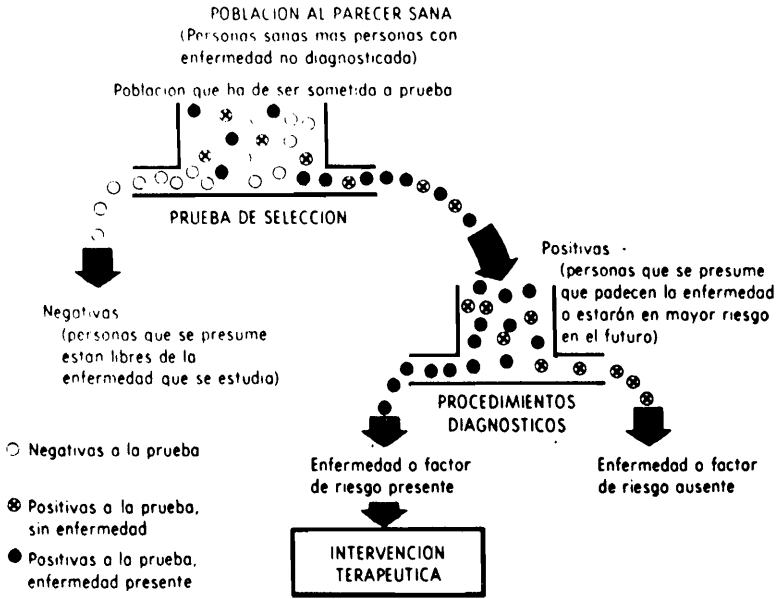 POBLACION AL PARECER SANA
(Personas sanas mas personas con
enfermedad no diagnosticada)
Poblacion que ha de ser sometida a prueba
PRUEBA DE SELECCION
Negativas
(personas que se presume
estan libres de la
enfermedad que se estudia)
Positivas -
(personas que se presume
que padecen la enfermedad
o estarán en mayor riesgo
en el futuro)
PROCEDIMIENTOS
DIAGNOSTICOS
Enfermedad o factor
de riesgo presente
Enfermedad o factor
de riesgo ausente
INTERVENCION
TERAPEUTICA
Negativas a la prueba
Positivas a la prueba,
sin enfermedad
Positivas a la prueba,
enfermedad presente